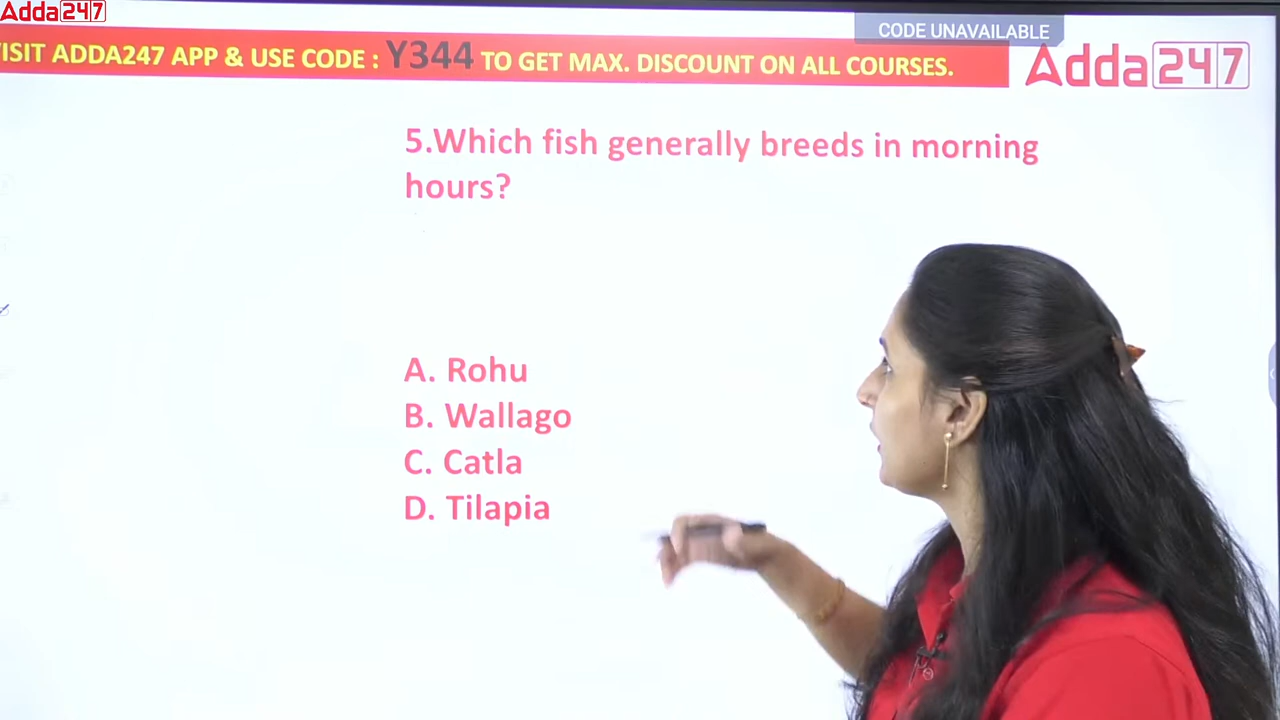 Adda247
CODE UNAVAILABLE
VISIT ADDA247 APP & USE CODE : Y344 TO GET MAX. DISCOUNT ON ALL COURSES.
Adda247
5.Which fish generally breeds in morning
hours?
A. Rohu
B. Wallago
C. Catla
D. Tilapia